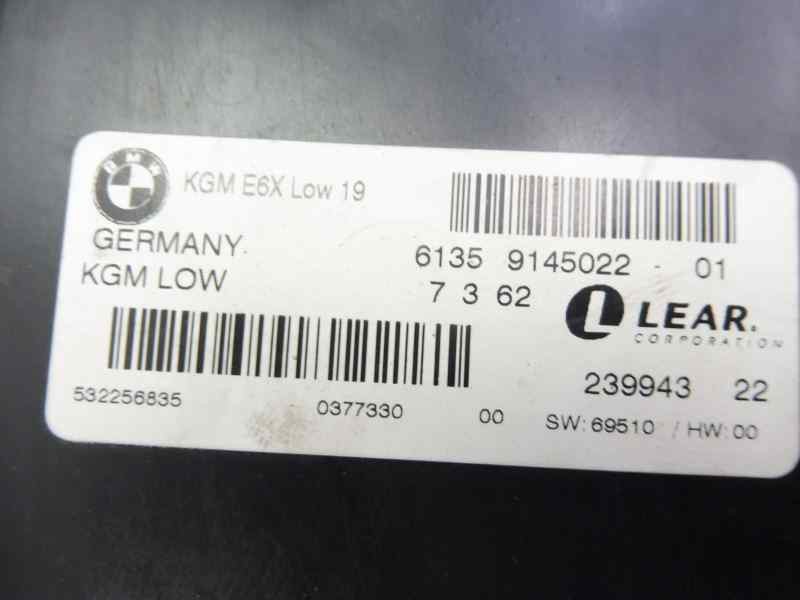 BMW
KGM E6X Low 19
GERMANY.
KGM LOW
6135 9145022 - 01
7 3 62
LEAR.
CORPORATION
239943 22
532256835 0377330 00
SW: 69510 / HW: 00